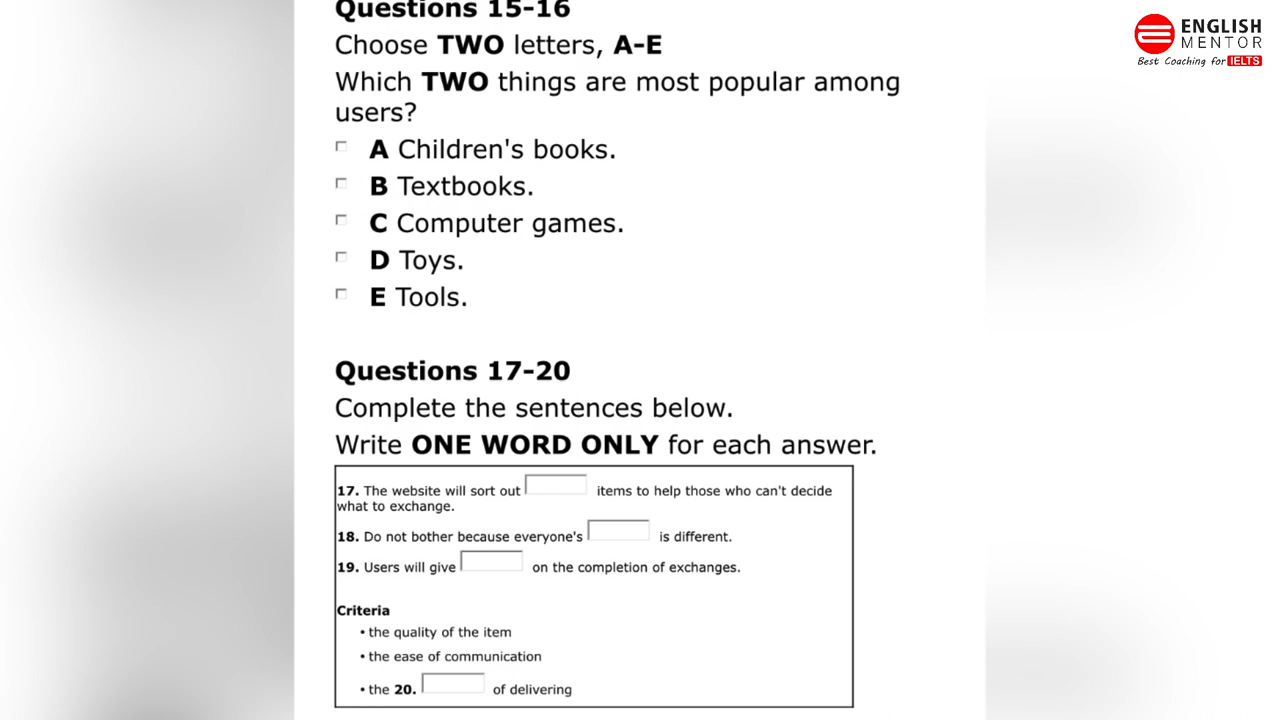 Questions 15-16
ENGLISH
MENTOR
Best Coaching for IELTS
Choose TWO letters, A-E
Which TWO things are most popular among
users?
A Children's books.
B Textbooks.
C Computer games.
D Toys.
E Tools.
Questions 17-20
Complete the sentences below.
Write ONE WORD ONLY for each answer.
17. The website will sort out items to help those who can't decide
what to exchange.
18. Do not bother because everyone's is different.
19. Users will give on the completion of exchanges.
Criteria
• the quality of the item
• the ease of communication
• the 20. of delivering